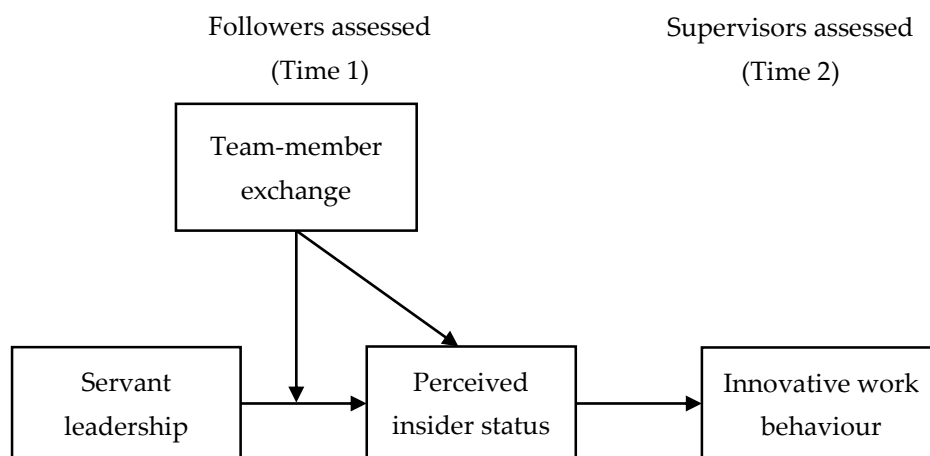 Followers assessed
(Time 1)
Supervisors assessed
(Time 2)
Team-member
exchange
Servant
leadership
Perceived
insider status
Innovative work
behaviour